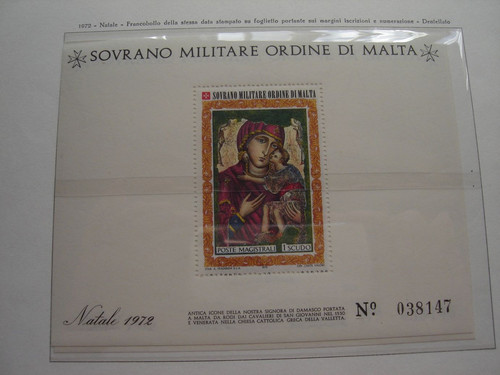 1972 - Natale - Francobollo della stessa data stampato su foglietto portante sui margini iscrizioni e numerazione - Dentellato
SOVRANO MILITARE ORDINE DI MALTA
SOVRANO MILITARE ORDINE DI MALTA
POSTE MAGISTRALI 1 SCUDO
Natale 1972
ANTICA ICONE DELLA NOSTRA SIGNORA DI DAMASCO PORTATA
A MALTA DA RODI DAI CAVALIERI DI SAN GIOVANNI NEL 1530
E VENERATA NELLA CHIESA CATTOLICA GRECA DELLA VALLETTA.
No. 038147